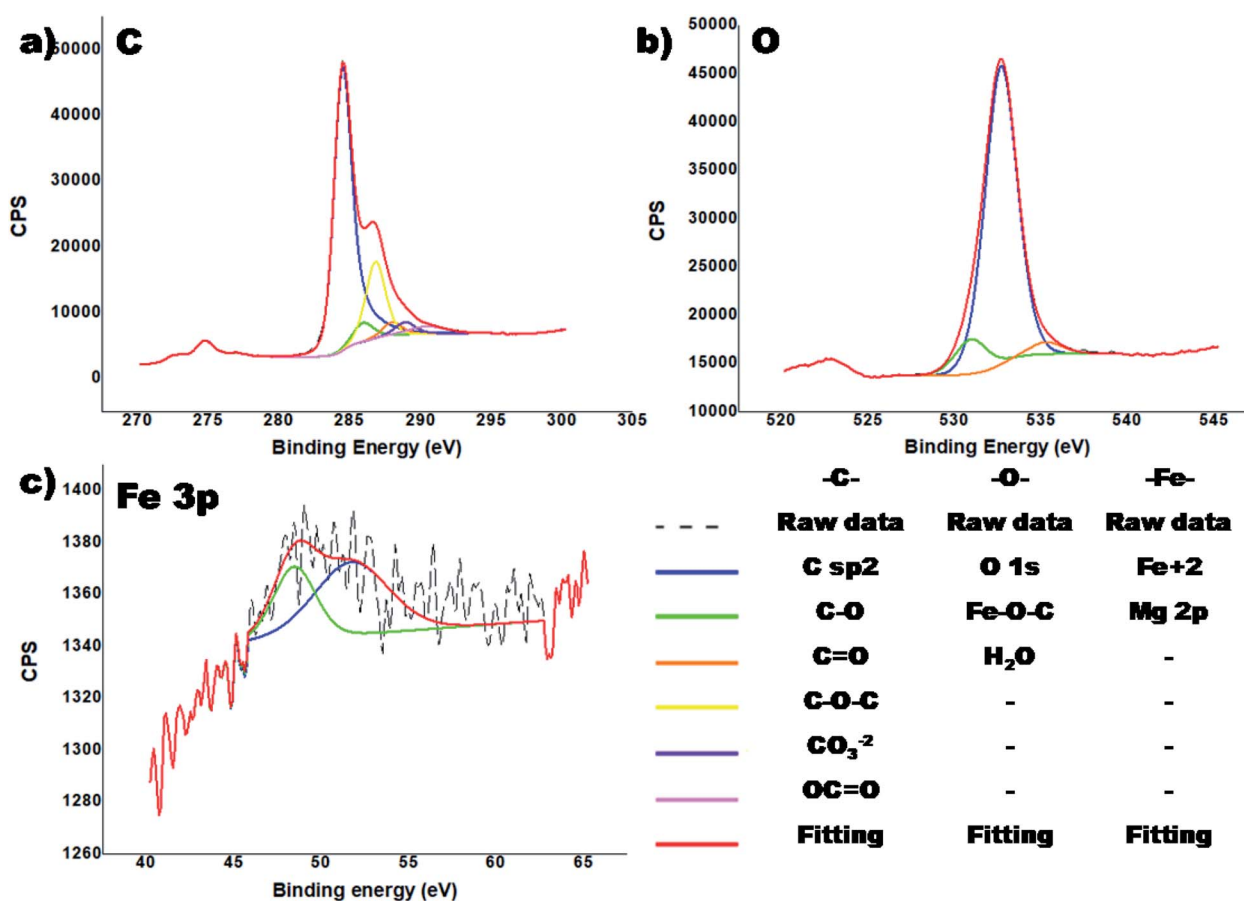 a) C
50000
40000
30000
20000
10000
0
CPS
270 275 280 285 290 295 300 305
Binding Energy (eV)
b) O
50000
45000
40000
35000
30000
25000
20000
15000
10000
CPS
520 525 530 535 540 545
Binding Energy (eV)
c) Fe 3p
1400
1380
1360
1340
1320
1300
1280
1260
CPS
40 45 50 55 60 65
Binding energy (eV)
-C- -O- -Fe-
Raw data Raw data Raw data
C sp2 O 1s Fe+2
C-O Fe-O-C Mg 2p
C=O H₂O -
C-O-C - -
CO₃⁻² - -
OC=O - -
Fitting Fitting Fitting